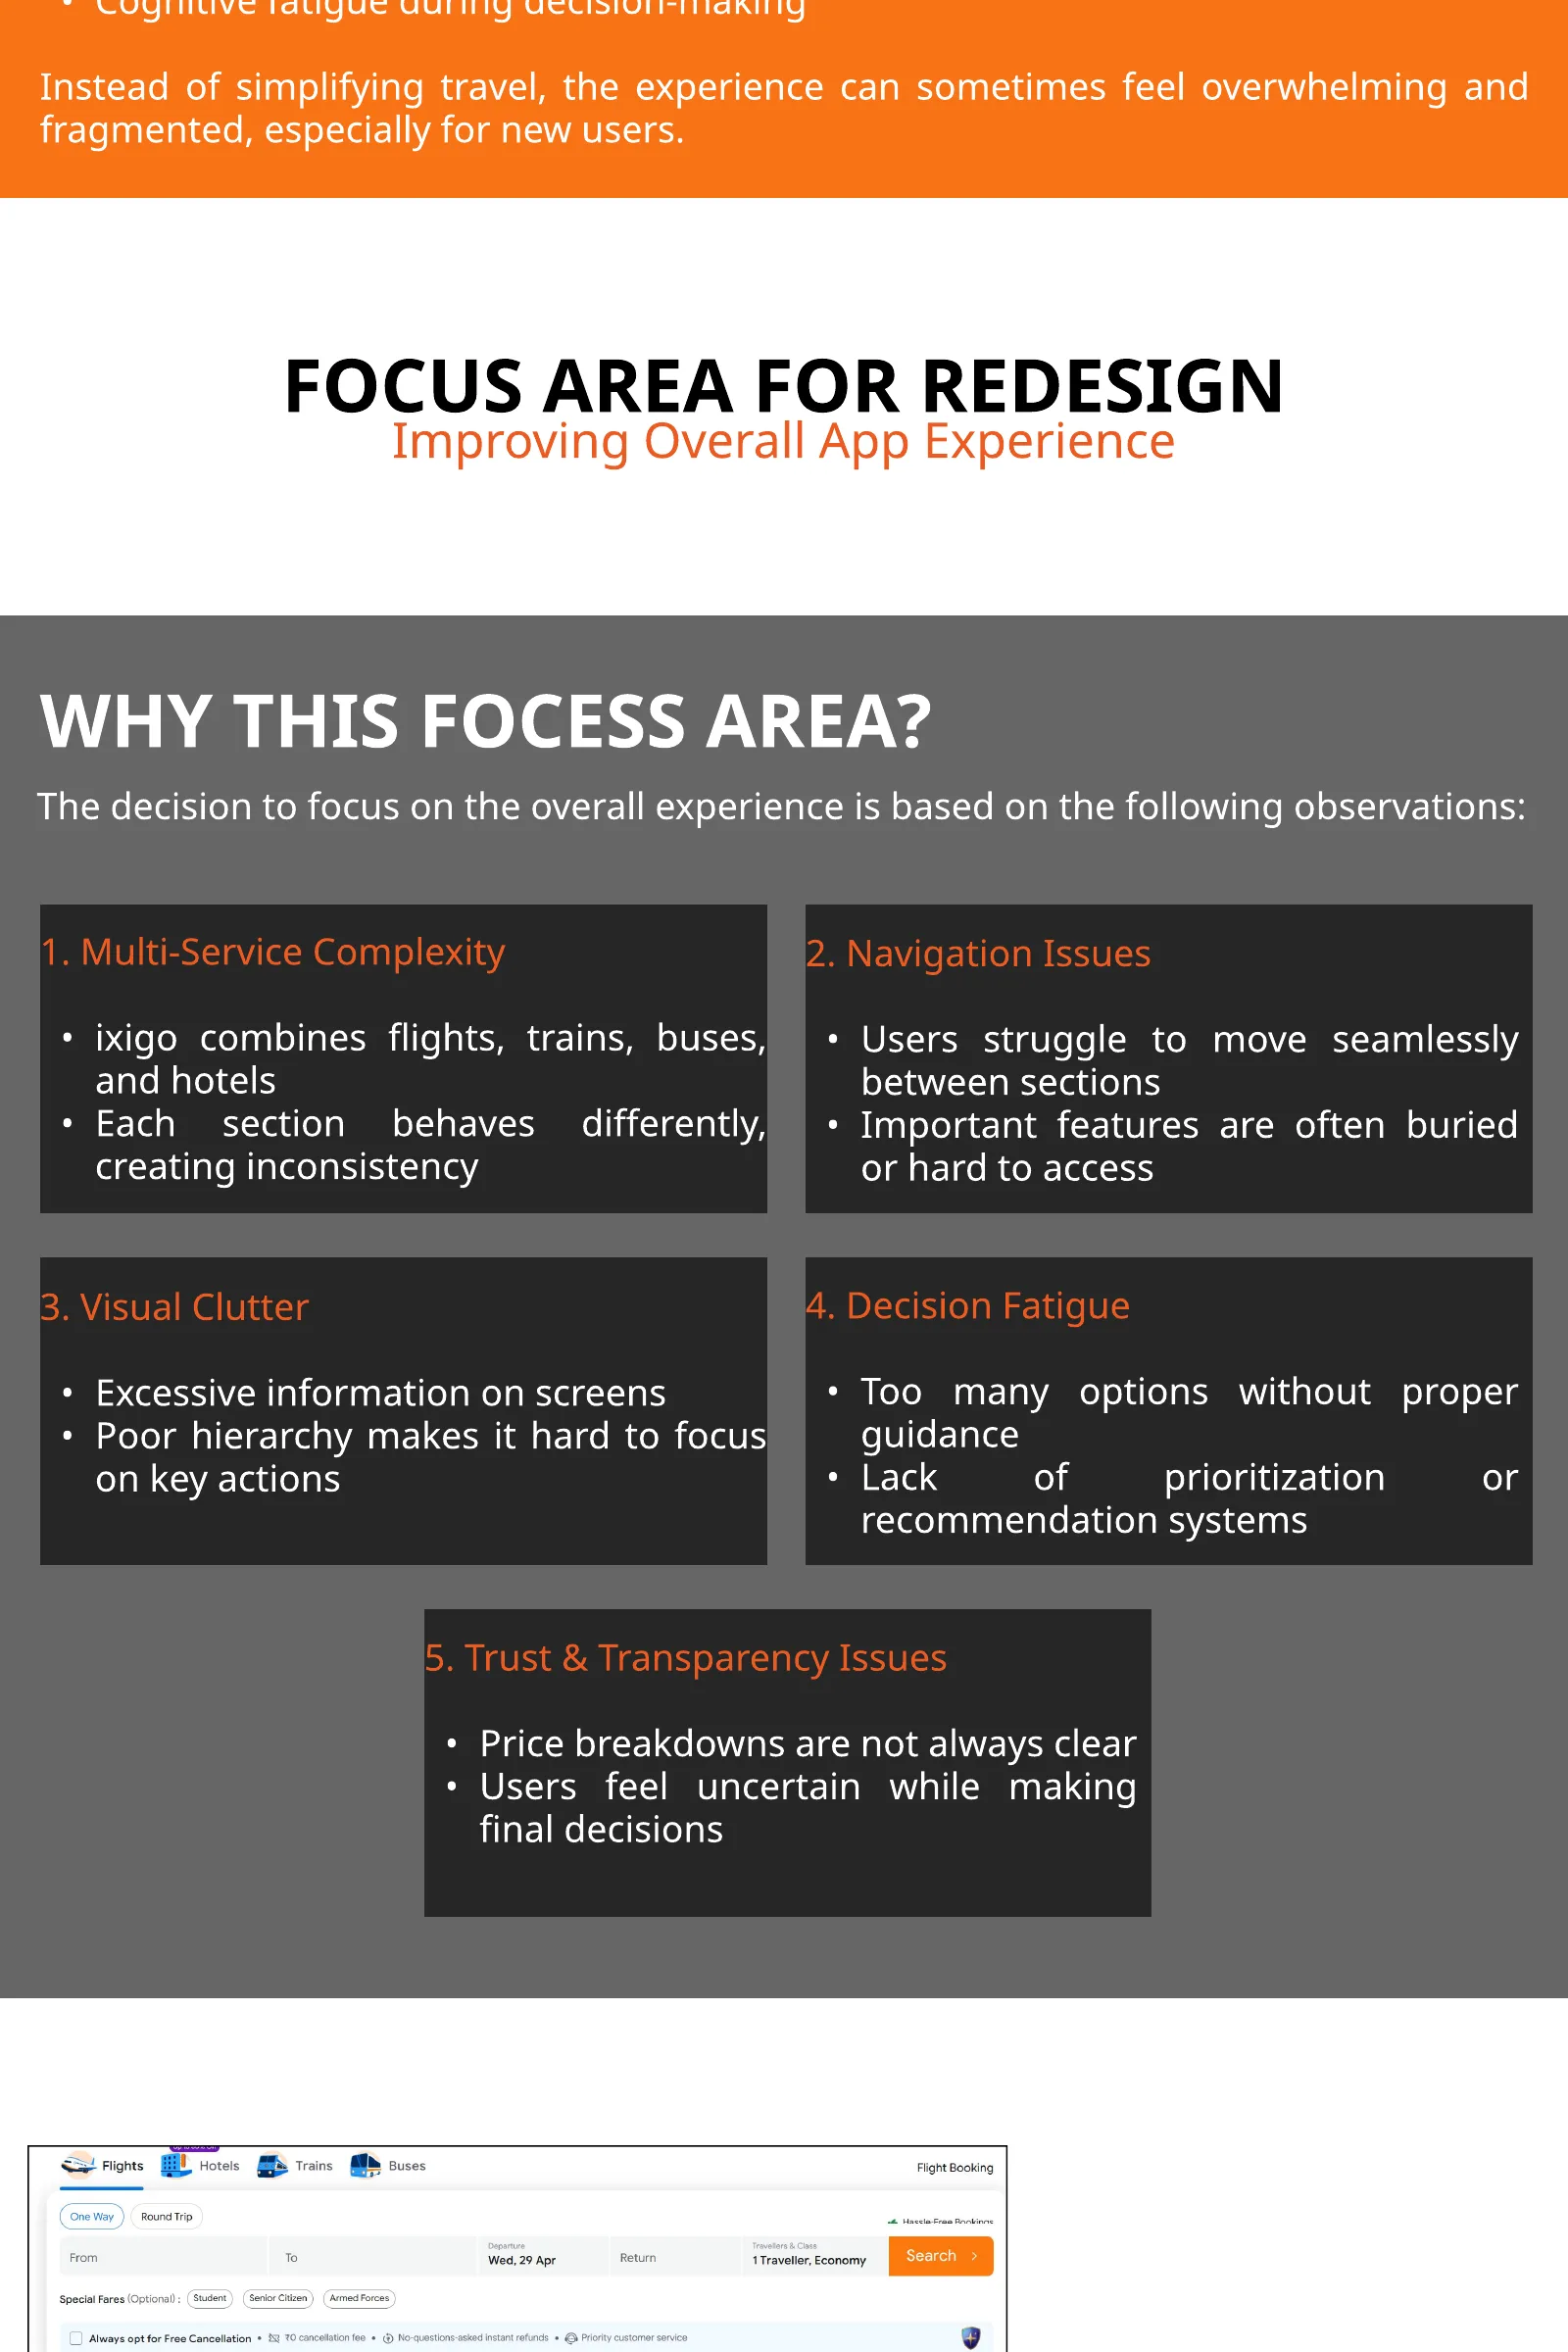 • Cognitive fatigue during decision-making
Instead of simplifying travel, the experience can sometimes feel overwhelming and
fragmented, especially for new users.
FOCUS AREA FOR REDESIGN
Improving Overall App Experience
WHY THIS FOCESS AREA?
The decision to focus on the overall experience is based on the following observations:
1. Multi-Service Complexity
• ixigo combines flights, trains, buses,
and hotels
• Each section behaves differently,
creating inconsistency
2. Navigation Issues
• Users struggle to move seamlessly
between sections
• Important features are often buried
or hard to access
3. Visual Clutter
• Excessive information on screens
• Poor hierarchy makes it hard to focus
on key actions
4. Decision Fatigue
• Too many options without proper
guidance
• Lack of prioritization or
recommendation systems
5. Trust & Transparency Issues
• Price breakdowns are not always clear
• Users feel uncertain while making
final decisions
Flights Hotels Trains Buses Flight Booking
One Way Round Trip
Hassle-Free Bookings
Departure Travellers & Class
From To Wed, 29 Apr Return 1 Traveller, Economy Search
Special Fares (Optional) : Student Senior Citizen Armed Forces
Always opt for Free Cancellation • ₹0 cancellation fee • No-questions-asked instant refunds • Priority customer service